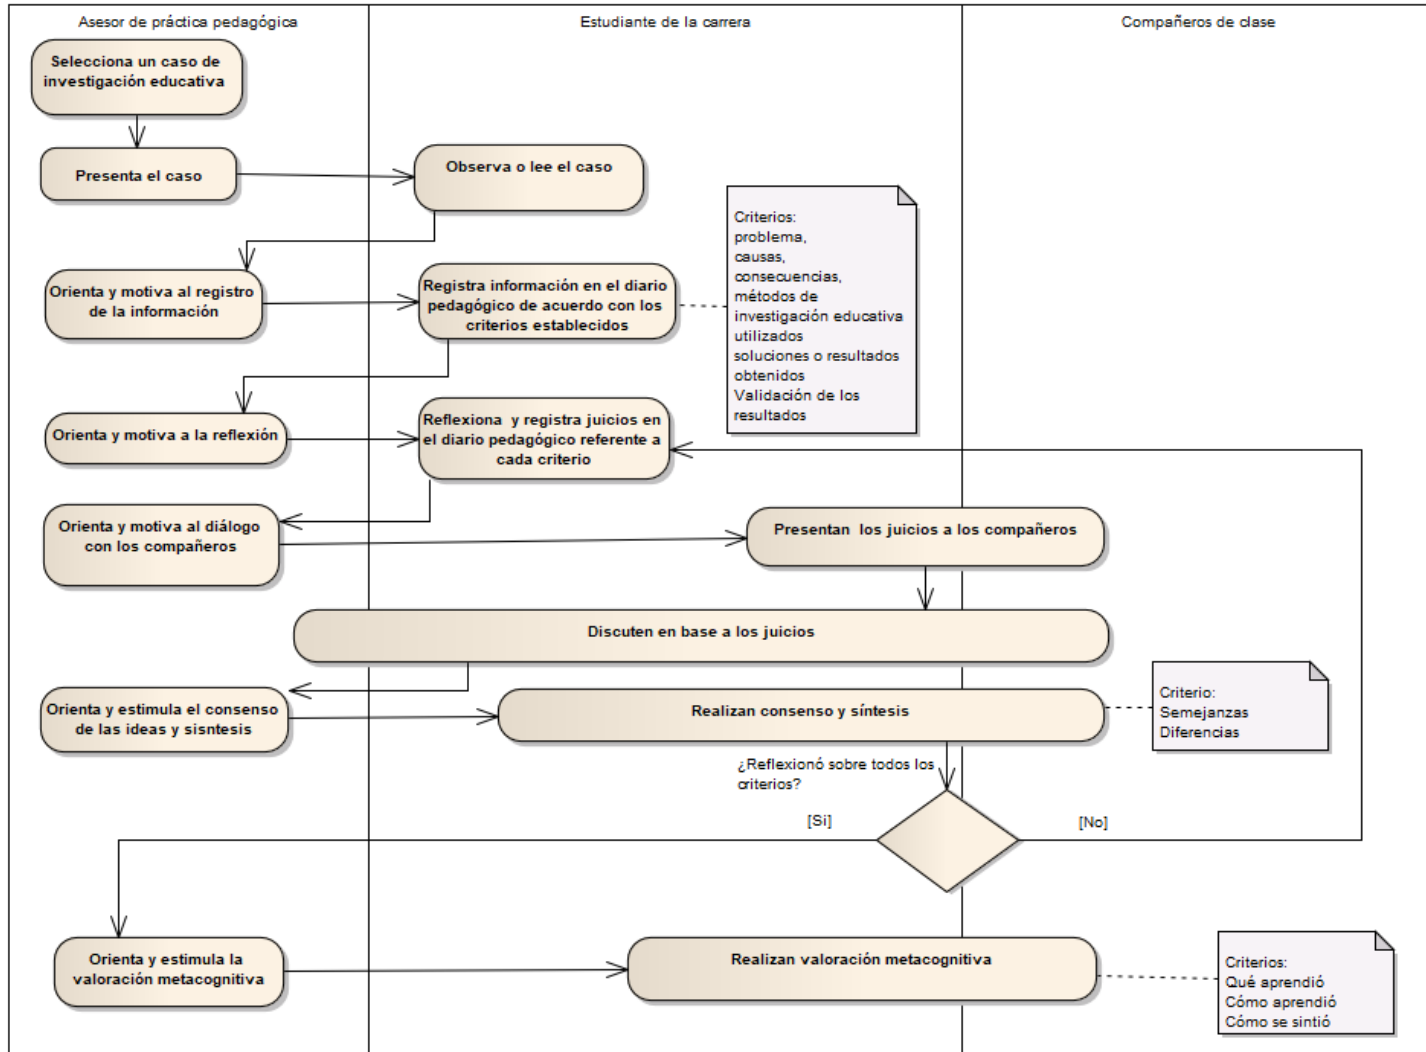 Asesor de práctica pedagógica
Estudiante de la carrera
Compañeros de clase
Selecciona un caso de
investigación educativa
Presenta el caso
Observa o lee el caso
Criterios:
problema,
causas,
consecuencias,
métodos de
investigación educativa
utilizados
soluciones o resultados
obtenidos
Validación de los
resultados
Orienta y motiva al registro
de la información
Registra información en el diario
pedagógico de acuerdo con los
criterios establecidos
Orienta y motiva a la reflexión
Reflexiona y registra juicios en
el diario pedagógico referente a
cada criterio
Orienta y motiva al diálogo
con los compañeros
Presentan los juicios a los compañeros
Discuten en base a los juicios
Orienta y estimula el consenso
de las ideas y sisntesis
Realizan consenso y síntesis
Criterio:
Semejanzas
Diferencias
¿Reflexionó sobre todos los
criterios?
[Si]
[No]
Orienta y estimula la
valoración metacognitiva
Realizan valoración metacognitiva
Criterios:
Qué aprendió
Cómo aprendió
Cómo se sintió